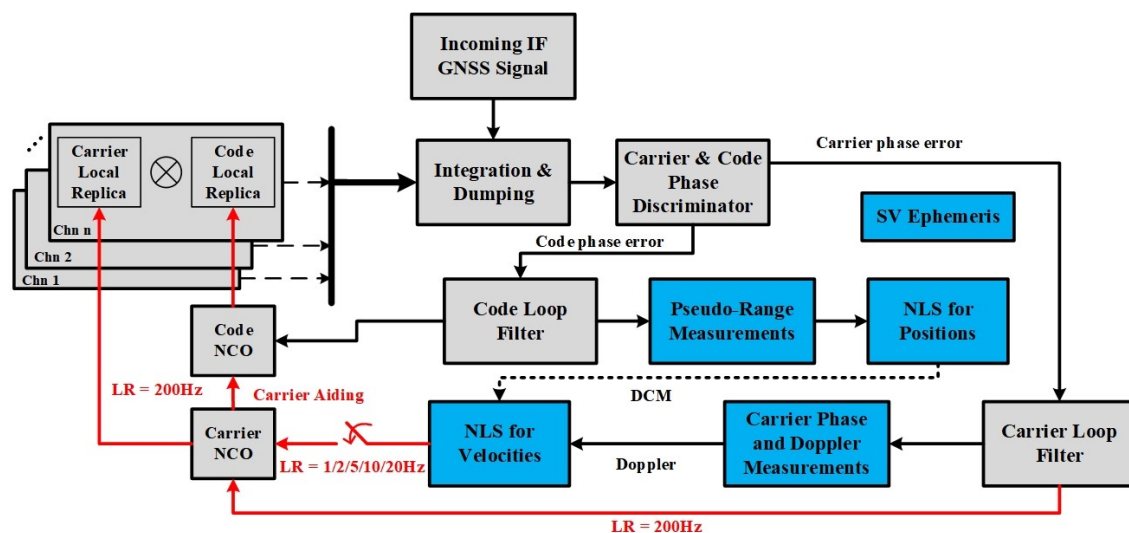 Incoming IF
GNSS Signal
Carrier
Local
Replica
Code
Local
Replica
Chn n
Chn 2
Chn 1
Integration &
Dumping
Carrier & Code
Phase
Discriminator
Carrier phase error
SV Ephemeris
Code phase error
Code
NCO
Code Loop
Filter
Pseudo-Range
Measurements
NLS for
Positions
LR = 200Hz
Carrier Aiding
DCM
Carrier
NCO
LR = 1/2/5/10/20Hz
NLS for
Velocities
Doppler
Carrier Phase
and Doppler
Measurements
Carrier Loop
Filter
LR = 200Hz